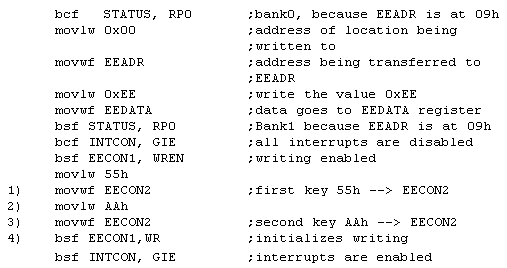 bcf STATUS, RPO ;bank0, because EEADR is at 09h
movlw 0x00 ;address of location being
;written to
movwf EEADR ;address being transferred to
;EEADR
movlw 0xEE ;write the value 0xEE
movwf EEDATA ;data goes to EEDATA register
bsf STATUS, RPO ;Bank1 because EEADR is at 09h
bcf INTCON, GIE ;all interrupts are disabled
bsf EECON1, WREN ;writing enabled
movlw 55h
1) movwf EECON2 ;first key 55h --> EECON2
2) movlw AAh
3) movwf EECON2 ;second key AAh --> EECON2
4) bsf EECON1,WR ;initializes writing
bsf INTCON, GIE ;interrupts are enabled